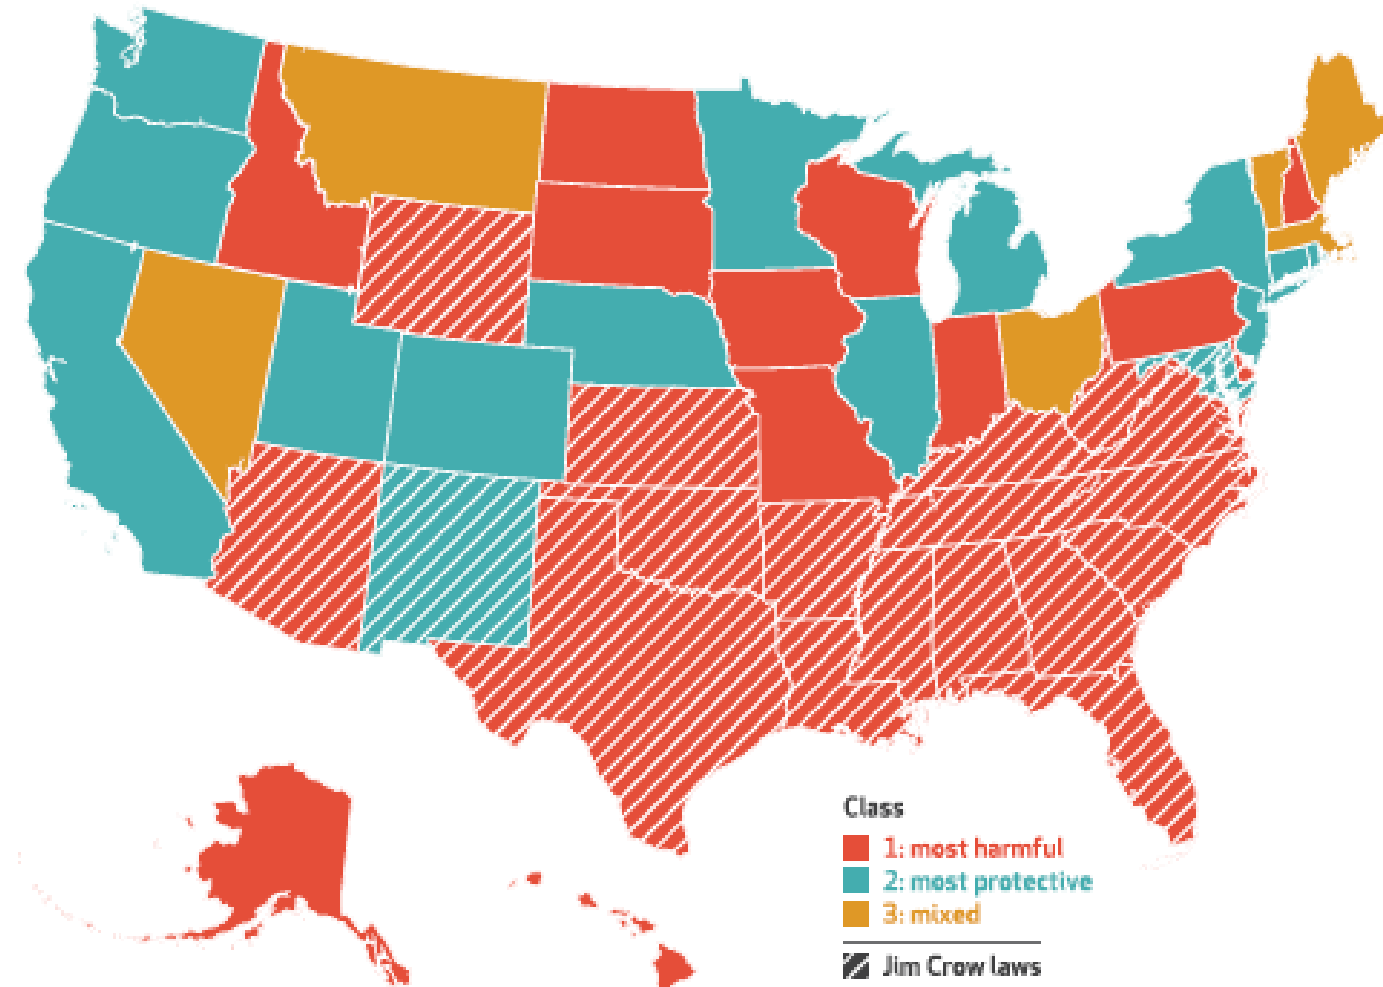 Class
1: most harmful
2: most protective
3: mixed
Jim Crow laws